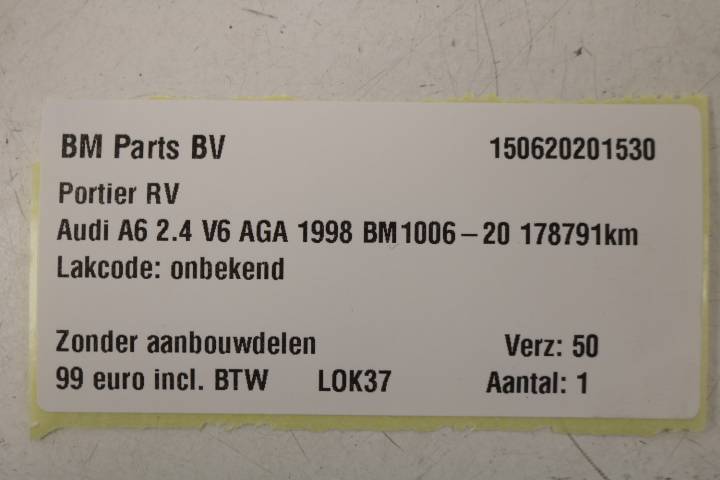 BM Parts BV 150620201530
Portier RV
Audi A6 2.4 V6 AGA 1998 BM1006-20 178791km
Lakcode: onbekend
Zonder aanbouwdelen Verz: 50
99 euro incl. BTW LOK37 Aantal: 1